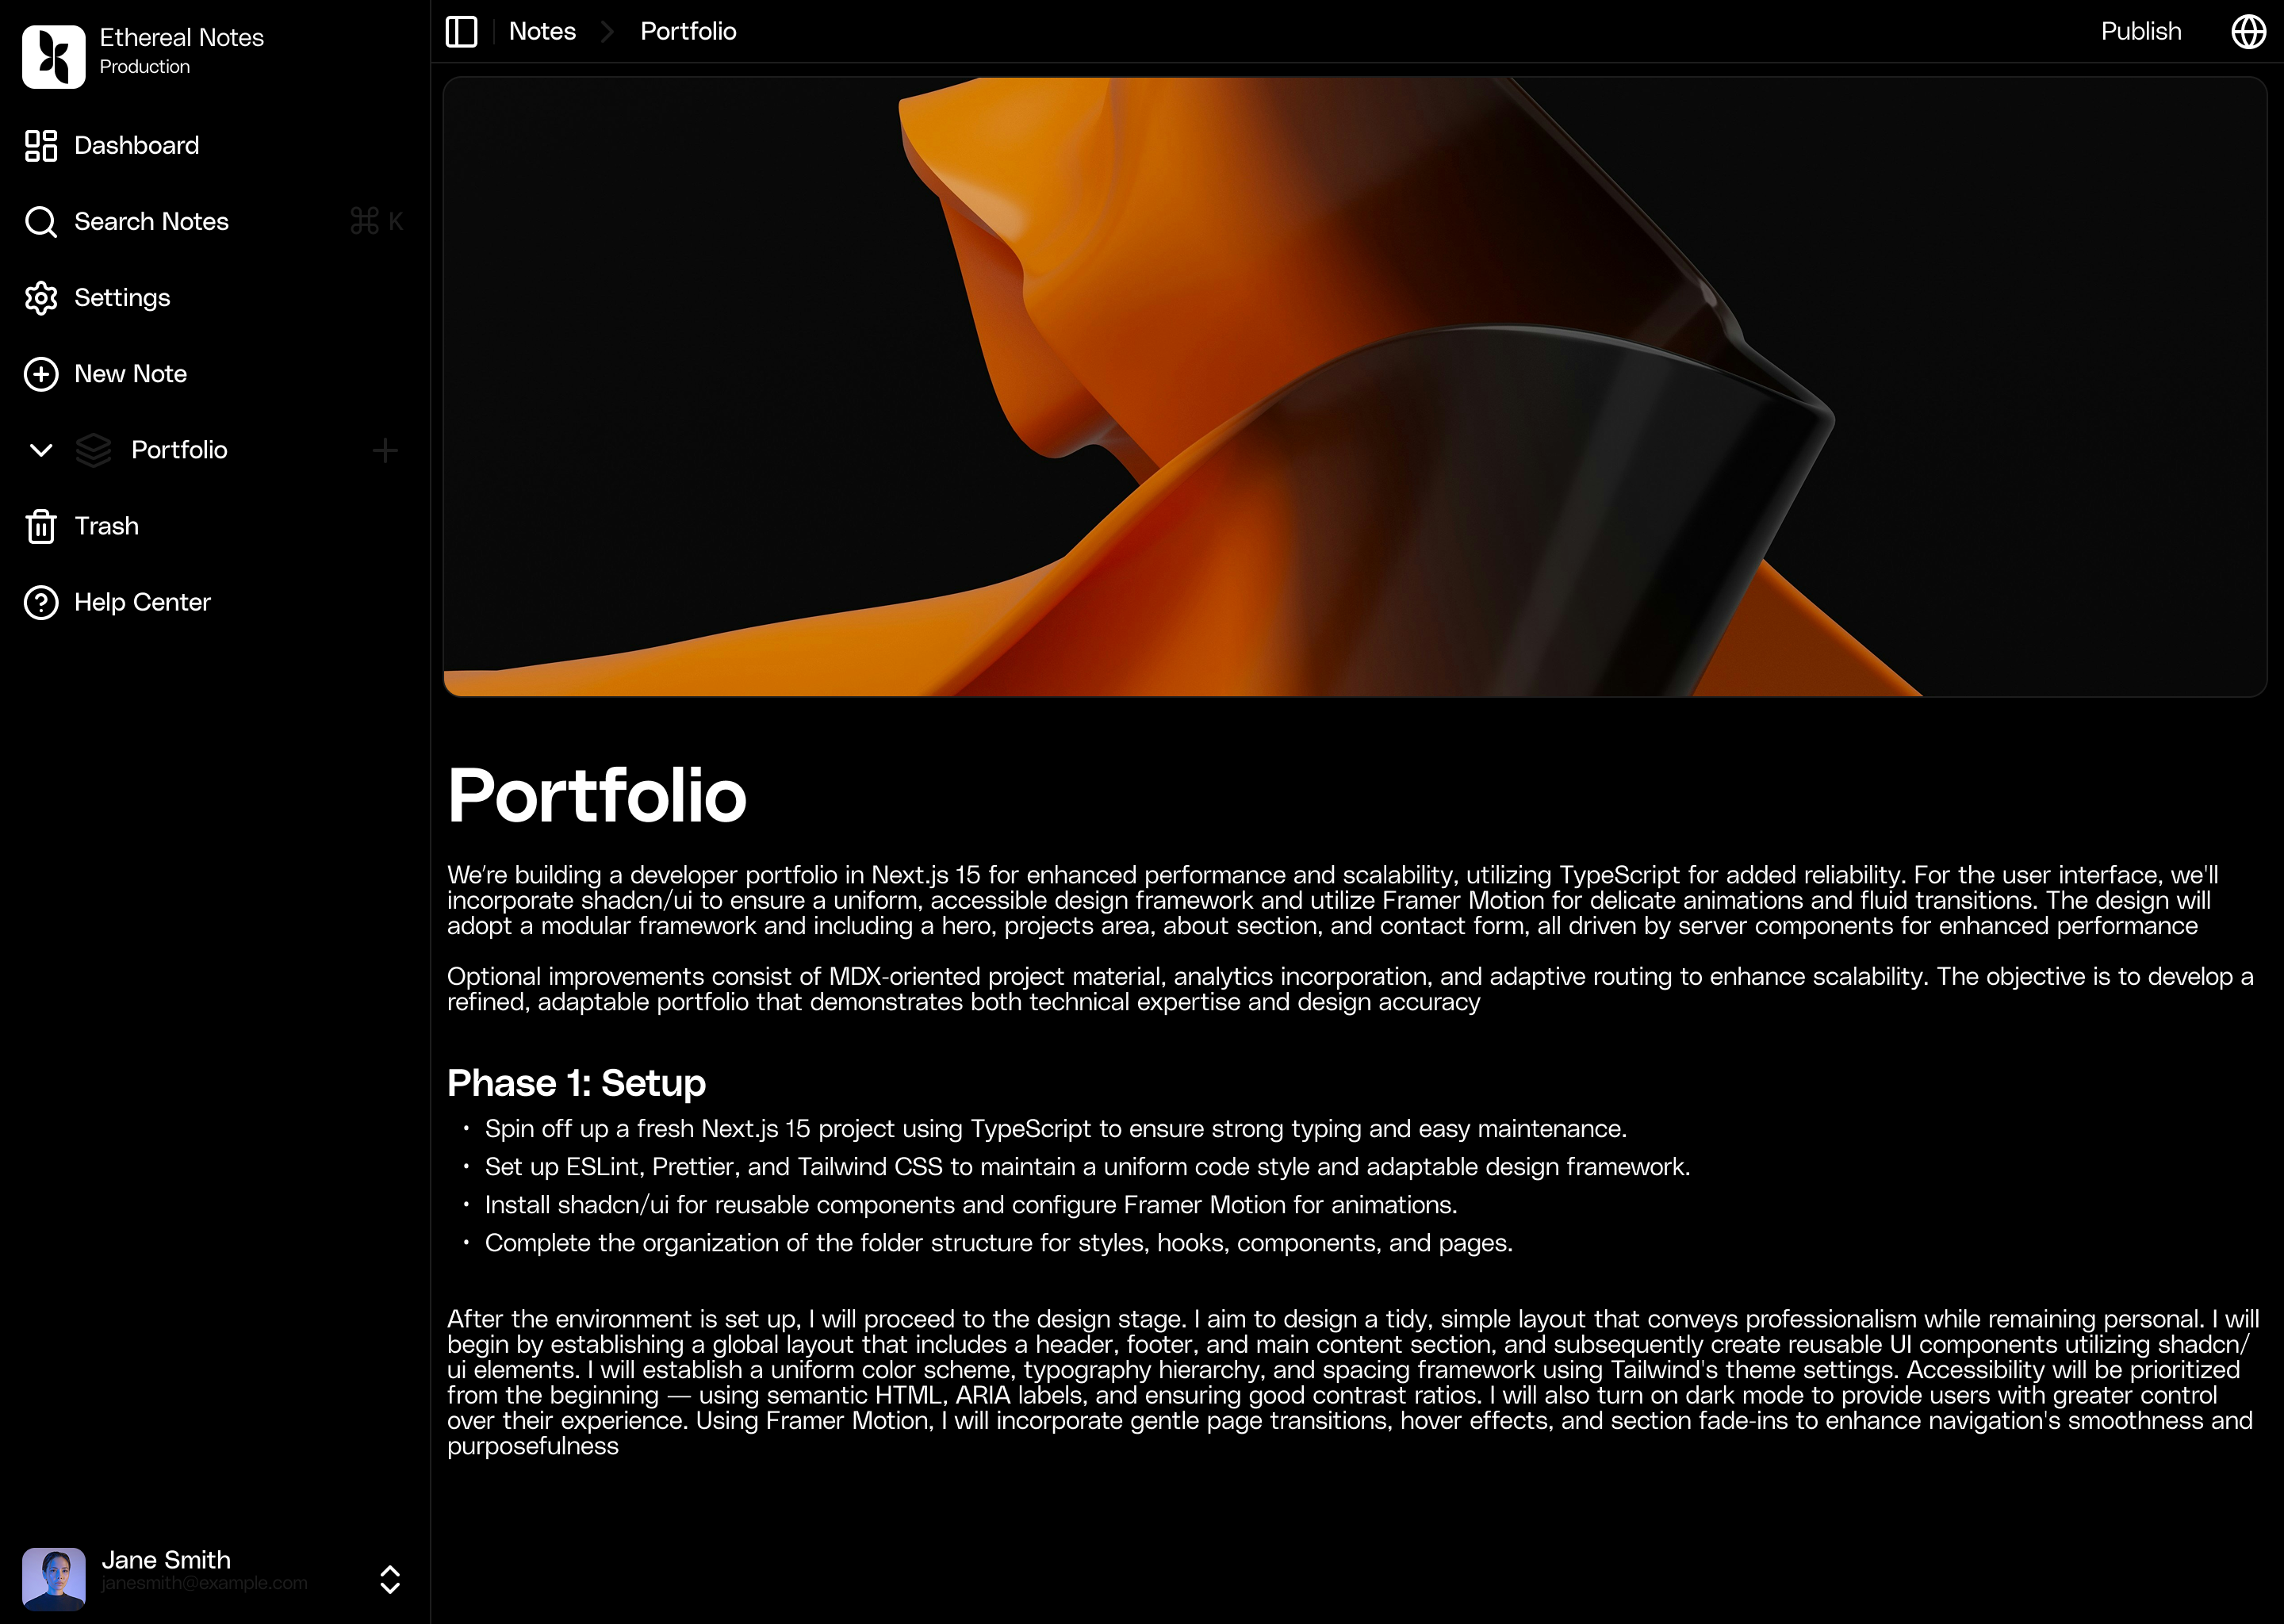 Ethereal Notes
Production
Dashboard
Search Notes
⌘ K
Settings
New Note
Portfolio
Trash
Help Center
Jane Smith
janesmith@example.com
Notes
Portfolio
Publish
Portfolio
We're building a developer portfolio in Next.js 15 for enhanced performance and scalability, utilizing TypeScript for added reliability. For the user interface, we'll
incorporate shadcn/ui to ensure a uniform, accessible design framework and utilize Framer Motion for delicate animations and fluid transitions. The design will
adopt a modular framework and including a hero, projects area, about section, and contact form, all driven by server components for enhanced performance
Optional improvements consist of MDX-oriented project material, analytics incorporation, and adaptive routing to enhance scalability. The objective is to develop a
refined, adaptable portfolio that demonstrates both technical expertise and design accuracy
Phase 1: Setup
• Spin off up a fresh Next.js 15 project using TypeScript to ensure strong typing and easy maintenance.
• Set up ESLint, Prettier, and Tailwind CSS to maintain a uniform code style and adaptable design framework.
• Install shadcn/ui for reusable components and configure Framer Motion for animations.
• Complete the organization of the folder structure for styles, hooks, components, and pages.
After the environment is set up, I will proceed to the design stage. I aim to design a tidy, simple layout that conveys professionalism while remaining personal. I will
begin by establishing a global layout that includes a header, footer, and main content section, and subsequently create reusable UI components utilizing shadcn/
ui elements. I will establish a uniform color scheme, typography hierarchy, and spacing framework using Tailwind's theme settings. Accessibility will be prioritized
from the beginning — using semantic HTML, ARIA labels, and ensuring good contrast ratios. I will also turn on dark mode to provide users with greater control
over their experience. Using Framer Motion, I will incorporate gentle page transitions, hover effects, and section fade-ins to enhance navigation's smoothness and
purposefulness